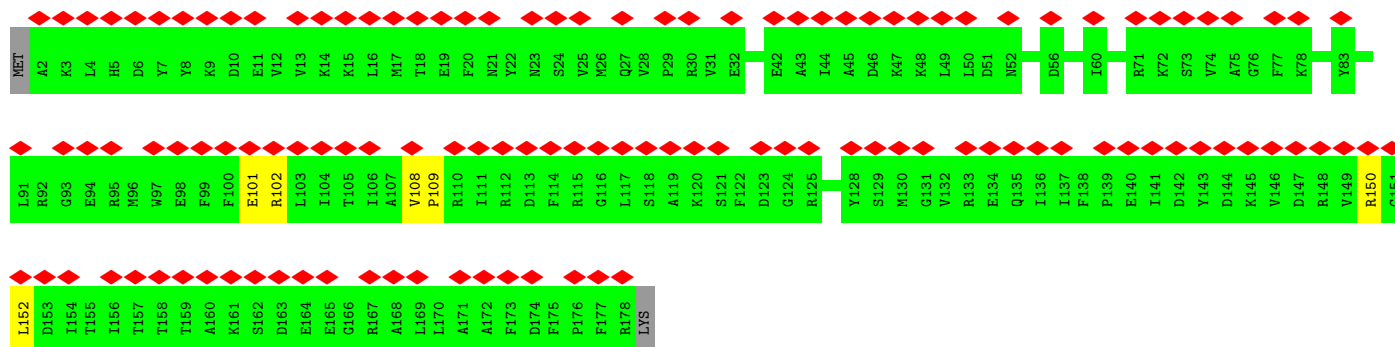 MET A2 K3 L4 H5 D6 Y7 Y8 K9 D10 E11 V12 V13 K14 K15 L16 M17 T18 E19 F20 N21 Y22 N23 S24 V25 M26 Q27 V28 P29 R30 V31 E32 E42 A43 I44 A45 D46 K47 K48 L49 L50 D51 N52 D56 I60 R71 K72 S73 V74 A75 G76 F77 K78 Y83
L91 R92 G93 E94 R95 M96 W97 E98 F99 F100 E101 R102 L103 I104 T105 I106 A107 V108 P109 R110 I111 R112 D113 F114 R115 G116 L117 S118 A119 K120 S121 F122 D123 G124 R125 Y128 S129 M130 G131 V132 R133 E134 Q135 I136 I137 F138 P139 E140 I141 D142 Y143 D144 K145 V146 D147 R148 V149 R150 G151
L152 D153 I154 T155 I156 T157 T158 T159 A160 K161 S162 D163 E164 E165 G166 R167 A168 L169 L170 A171 A172 F173 D174 F175 P176 F177 R178 LYS